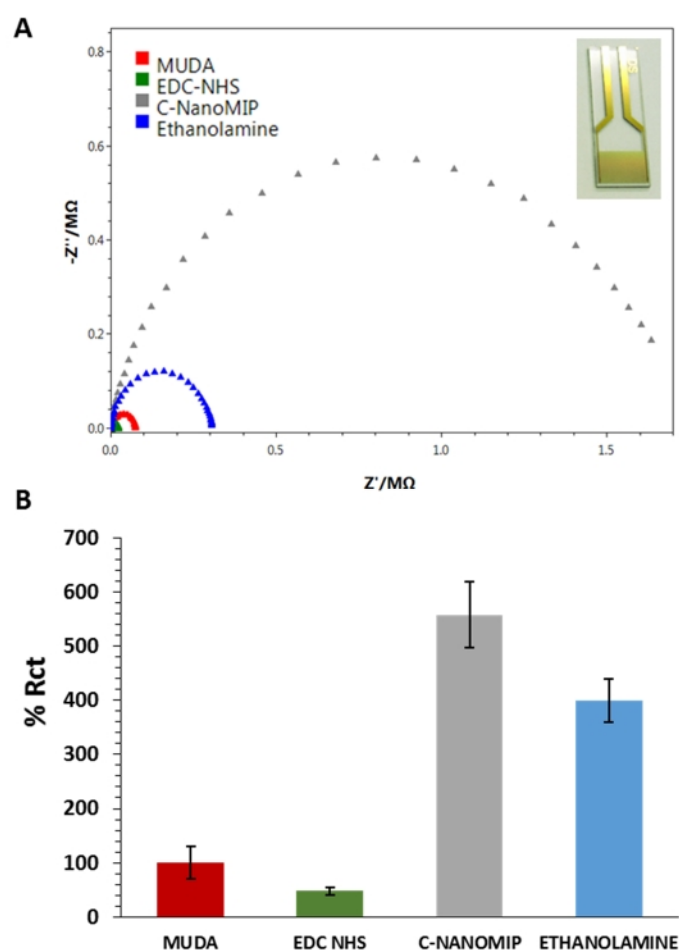 A
0.8
MUDA
EDC-NHS
C-NanoMIP
Ethanolamine
0.6
-Z''/MΩ
0.4
0.2
0.0
0.0 0.5 1.0 1.5
Z'/MΩ
B
700
600
500
% Rct
400
300
200
100
0
MUDA EDC NHS C-NANOMIP ETHANOLAMINE